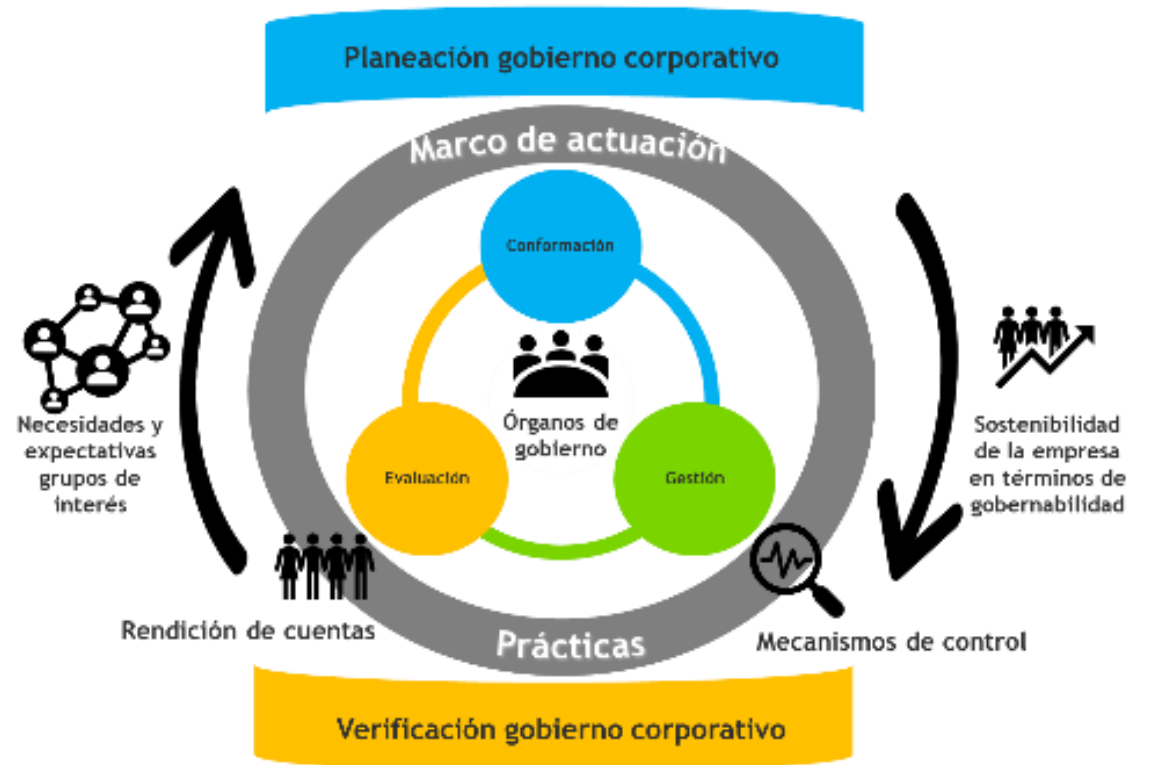 Planeación gobierno corporativo
Marco de actuación
Conformación
Órganos de
gobierno
Evaluación
Gestión
Necesidades y
expectativas
grupos de
interés
Sostenibilidad
de la empresa
en términos de
gobernabilidad
Rendición de cuentas
Mecanismos de control
Prácticas
Verificación gobierno corporativo